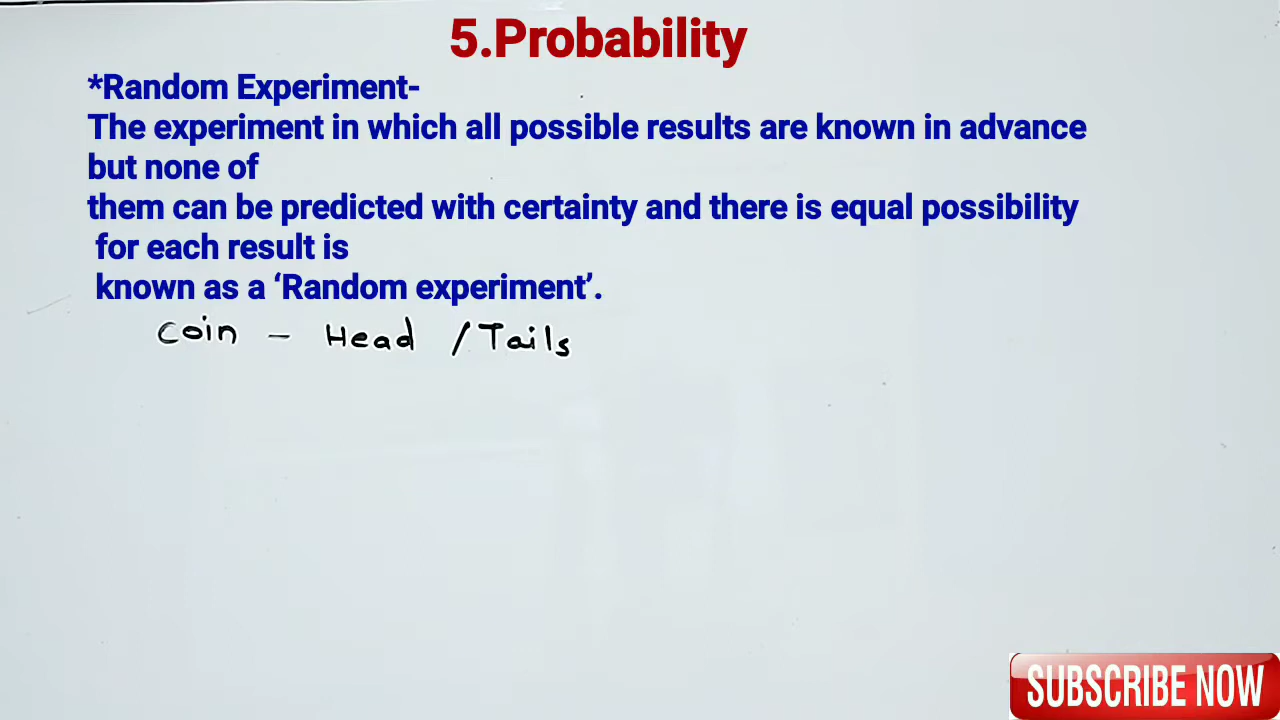 5.Probability
*Random Experiment-
The experiment in which all possible results are known in advance
but none of
them can be predicted with certainty and there is equal possibility
for each result is
known as a ‘Random experiment’.
Coin - Head / Tails
SUBSCRIBE NOW